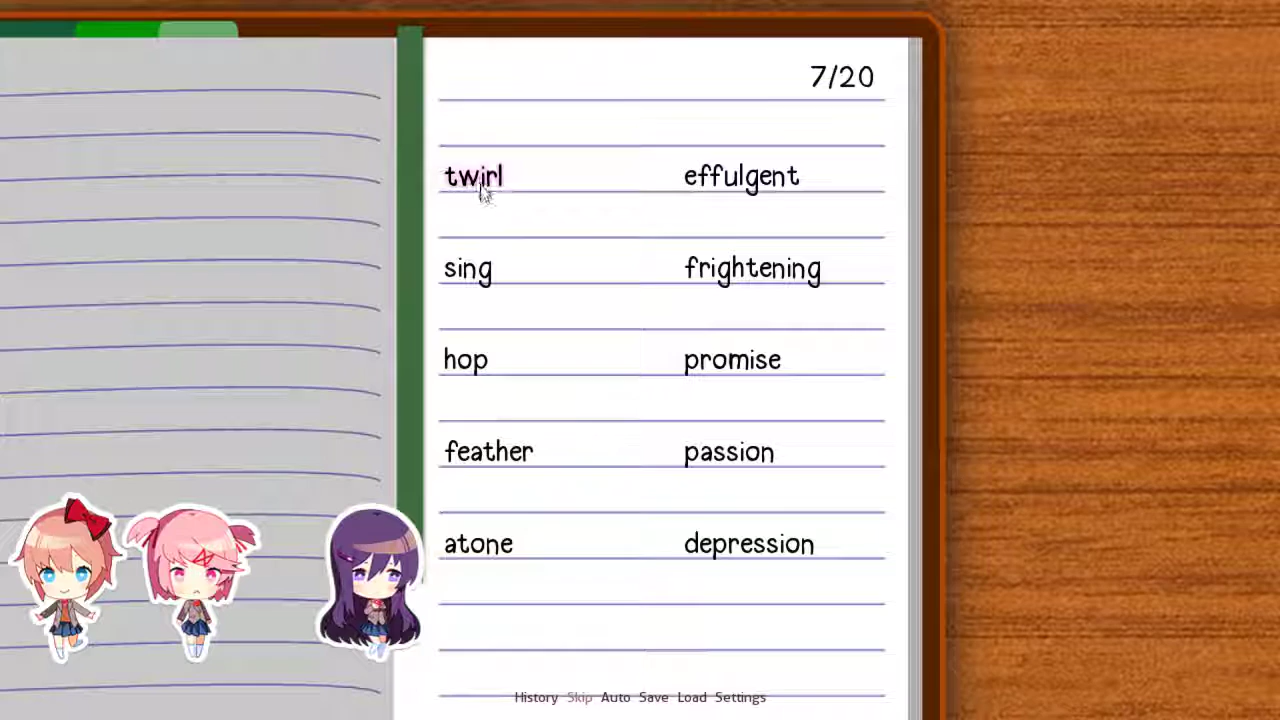 7/20
twirl effulgent
sing frightening
hop promise
feather passion
atone depression
History Skip Auto Save Load Settings